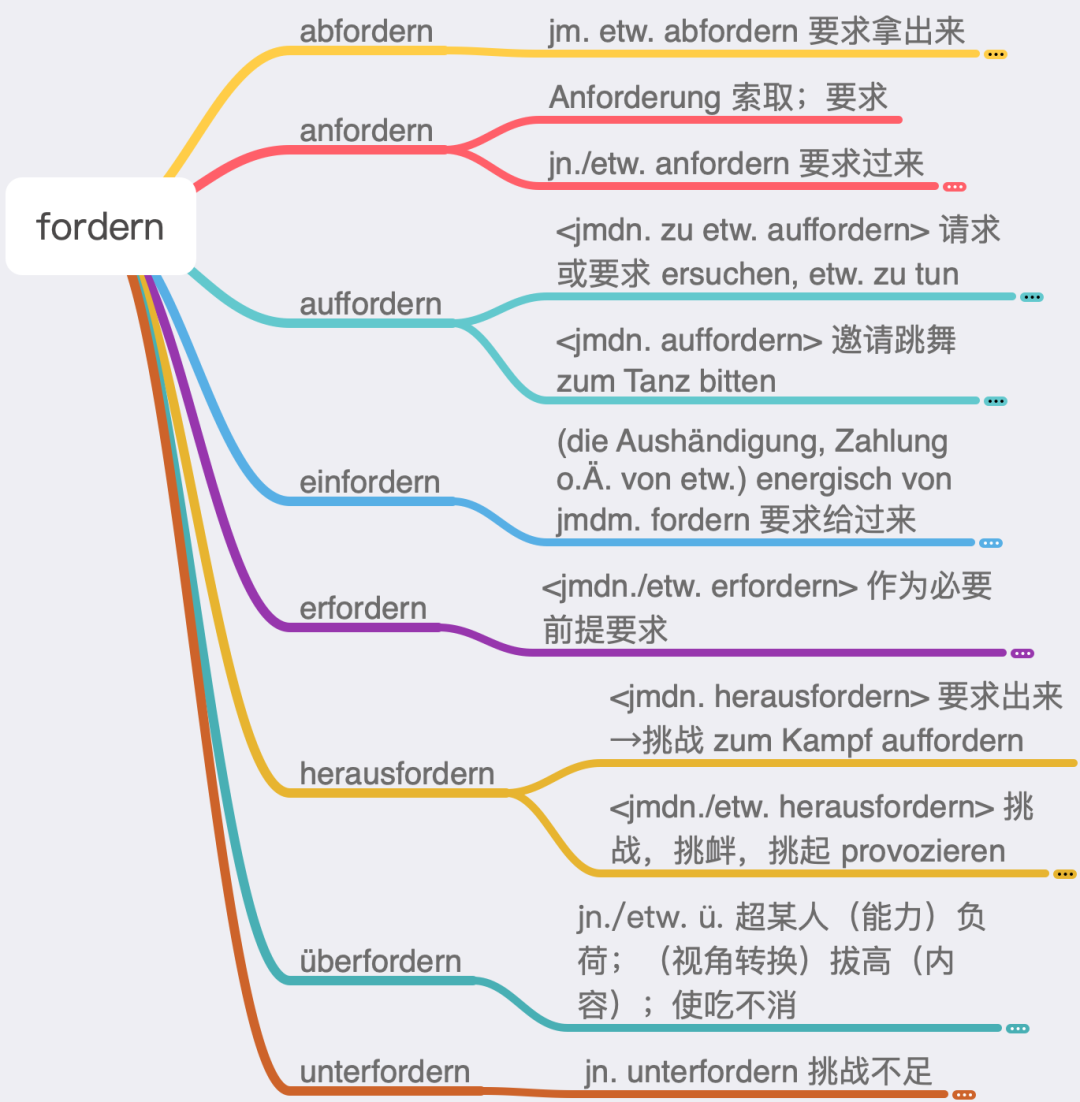 fordern
abfordern
jm. etw. abfordern 要求拿出来
anfordern
Anforderung 索取；要求
jn./etw. anfordern 要求过来
auffordern
<jmdn. zu etw. auffordern> 请求
或要求 ersuchen, etw. zu tun
<jmdn. auffordern> 邀请跳舞
zum Tanz bitten
einfordern
(die Aushändigung, Zahlung
o.Ä. von etw.) energisch von
jmdm. fordern 要求给过来
erfordern
<jmdn./etw. erfordern> 作为必要
前提要求
herausfordern
<jmdn. herausfordern> 要求出来
→挑战 zum Kampf auffordern
<jmdn./etw. herausfordern> 挑
战，挑衅，挑起 provozieren
überfordern
jn./etw. ü. 超某人（能力）负
荷；（视角转换）拔高（内
容）；使吃不消
unterfordern
jn. unterfordern 挑战不足